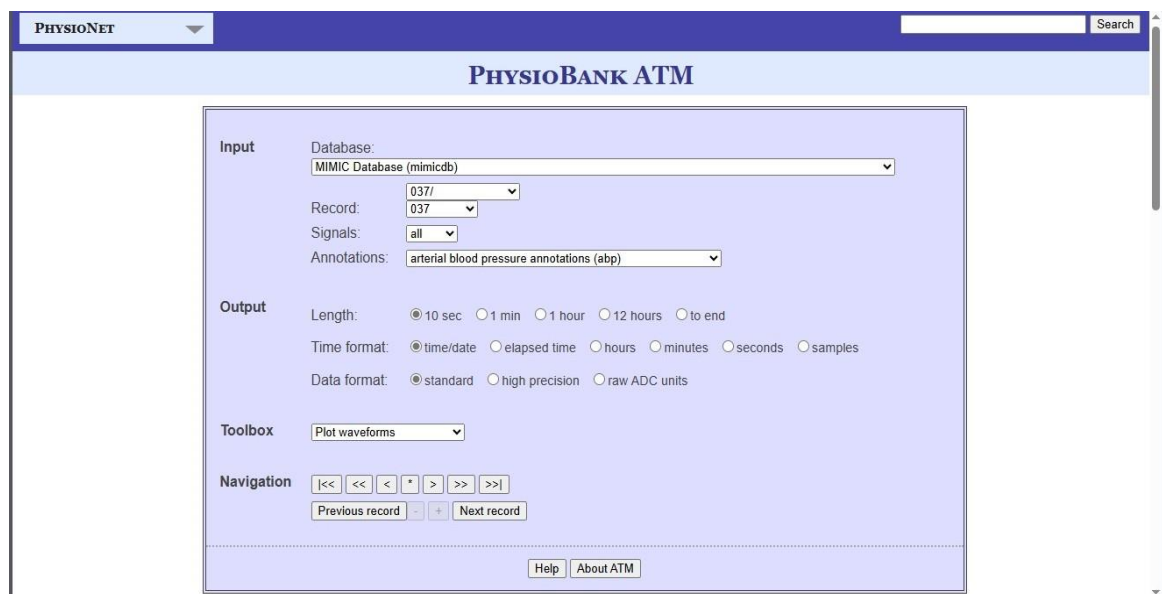 PHYSIONET
Search
PHYSIOBANK ATM
Input Database:
MIMIC Database (mimicdb)
037/
Record: 037
Signals: all
Annotations: arterial blood pressure annotations (abp)
Output Length: 10 sec 1 min 1 hour 12 hours to end
Time format: time/date elapsed time hours minutes seconds samples
Data format: standard high precision raw ADC units
Toolbox Plot waveforms
Navigation |<< << < * > >> >>|
Previous record - + Next record
Help About ATM